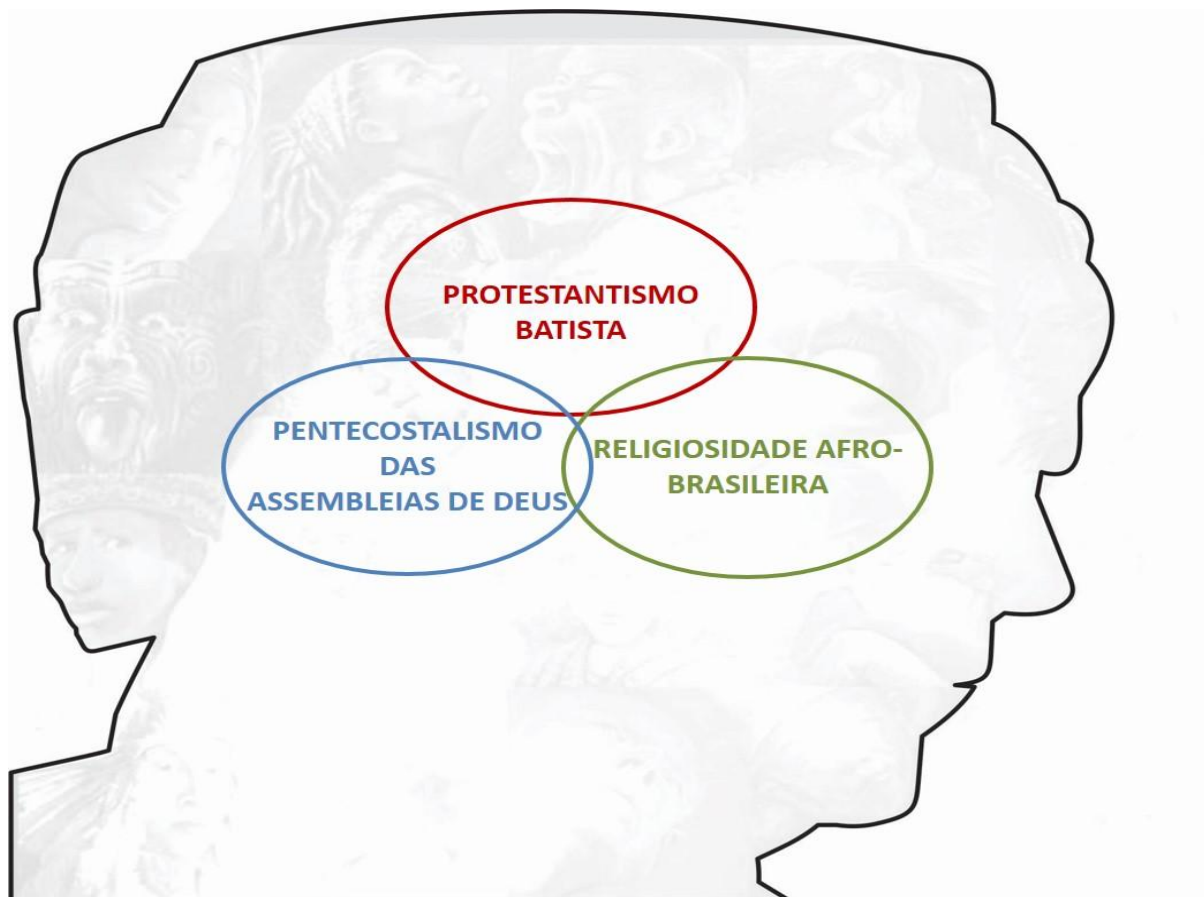 PROTESTANTISMO
BATISTA
PENTECOSTALISMO
DAS
ASSEMBLEIAS DE DEUS
RELIGIOSIDADE AFRO-
BRASILEIRA